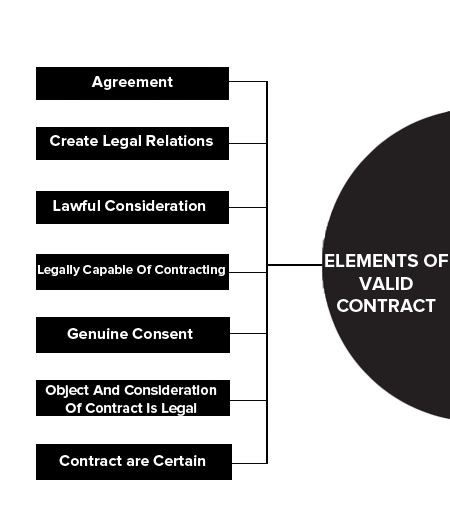 Agreement
Create Legal Relations
Lawful Consideration
Legally Capable Of Contracting
Genuine Consent
Object And Consideration
Of Contract Is Legal
Contract are Certain
ELEMENTS OF
VALID
CONTRACT